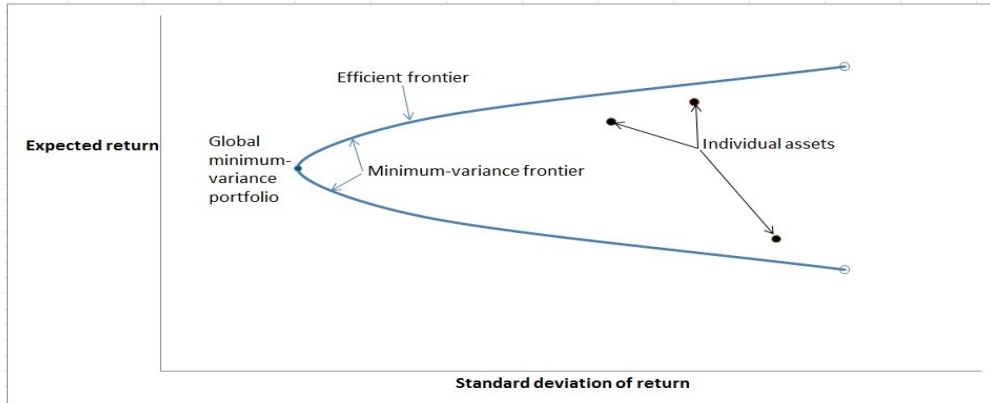 Efficient frontier
Expected return
Global
minimum-
variance
portfolio
Minimum-variance frontier
Individual assets
Standard deviation of return